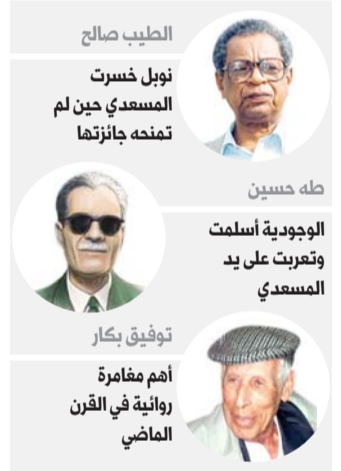 الطيب صالح
نوبل خسرت
المسعدي حين لم
تمنحه جائزتها
طه حسين
الوجودية أسلمت
وتعربت على يد
المسعدي
توفيق بكار
أهم مغامرة
روائية في القرن
الماضي